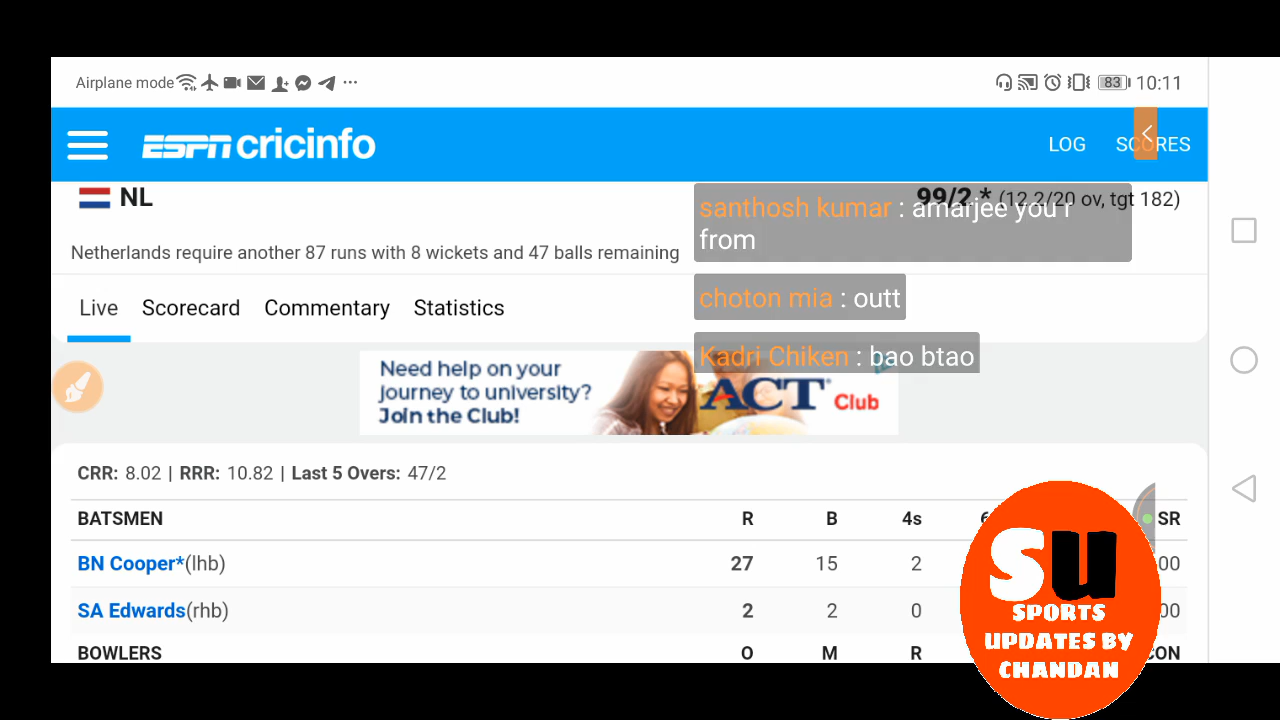 Airplane mode ... 83 10:11
ESPN cricinfo LOG SCORES
NL 99/2 * (12.2/20 ov, tgt 182)
santhosh kumar : amarjee you r
from
Netherlands require another 87 runs with 8 wickets and 47 balls remaining
choton mia : outt
Live Scorecard Commentary Statistics
Kadri Chiken : bao btao
Need help on your
journey to university?
Join the Club!
ACT® Club
CRR: 8.02 | RRR: 10.82 | Last 5 Overs: 47/2
BATSMEN R B 4s SR
BN Cooper*(lhb) 27 15 2 00
SA Edwards(rhb) 2 2 0 00
BOWLERS O M R CON
SU
SPORTS
UPDATES BY
CHANDAN